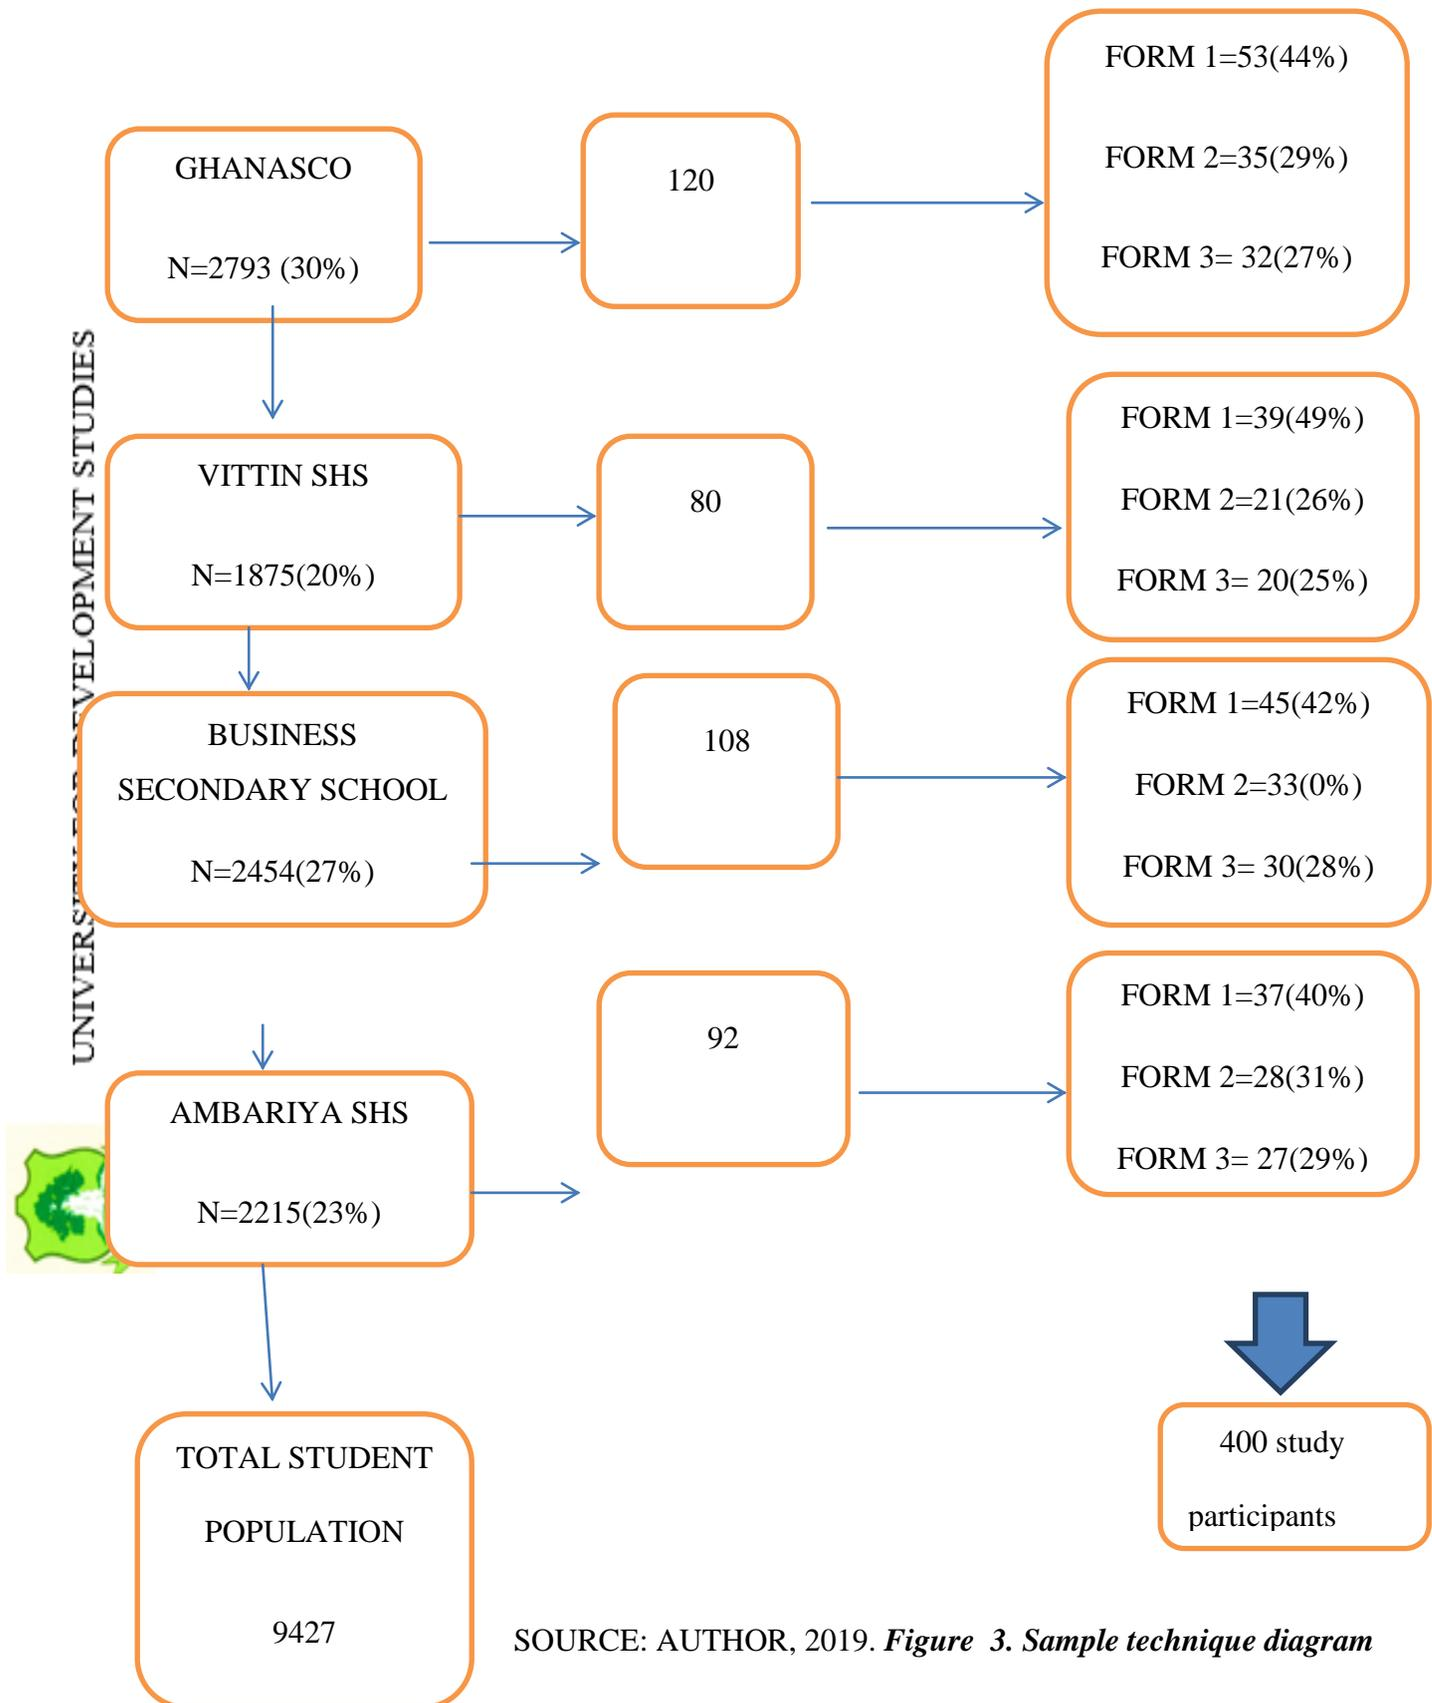 GHANASCO
N=2793 (30%)
120
FORM 1=53(44%)
FORM 2=35(29%)
FORM 3= 32(27%)
VITTIN SHS
N=1875(20%)
80
FORM 1=39(49%)
FORM 2=21(26%)
FORM 3= 20(25%)
BUSINESS
SECONDARY SCHOOL
N=2454(27%)
108
FORM 1=45(42%)
FORM 2=33(0%)
FORM 3= 30(28%)
AMBARIYA SHS
N=2215(23%)
92
FORM 1=37(40%)
FORM 2=28(31%)
FORM 3= 27(29%)
TOTAL STUDENT
POPULATION
9427
400 study
participants
SOURCE: AUTHOR, 2019. Figure 3. Sample technique diagram
UNIVERSITY FOR DEVELOPMENT STUDIES